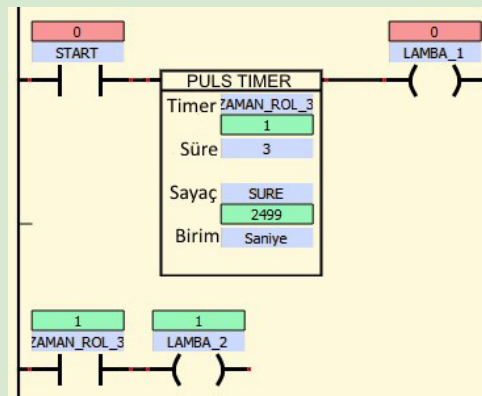 0 0
START LAMBA_1
PULS TIMER
Timer ZAMAN_ROL_3
1
Süre 3
Sayaç SURE
2499
Birim Saniye
1 1
ZAMAN_ROL_3 LAMBA_2